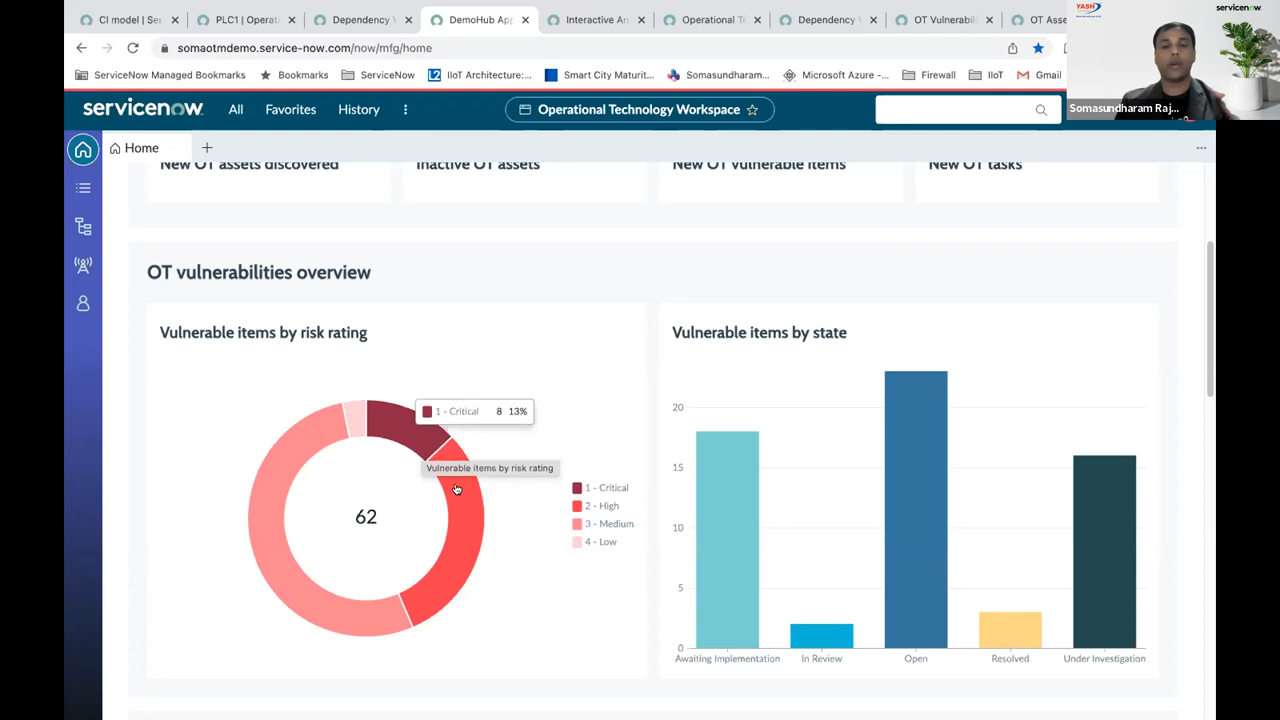 CI model | Se
PLC1 | Operat
Dependency V
DemoHub App
Interactive An
Operational Te
Dependency V
OT Vulnerabili
OT Asse
YASH
servicenow
somaotmdemo.service-now.com/now/mfg/home
ServiceNow Managed Bookmarks
Bookmarks
ServiceNow
IIoT Architecture:...
Smart City Maturit...
Somasundharam...
Microsoft Azure -...
Firewall
IIoT
Gmail
Somasundharam Raj...
servicenow
All
Favorites
History
Operational Technology Workspace
Home
New OT assets discovered
Inactive OT assets
New OT vulnerable items
New OT tasks
OT vulnerabilities overview
Vulnerable items by risk rating
1 - Critical 8 13%
Vulnerable items by risk rating
62
1 - Critical
2 - High
3 - Medium
4 - Low
Vulnerable items by state
20
15
10
5
0
Awaiting Implementation
In Review
Open
Resolved
Under Investigation